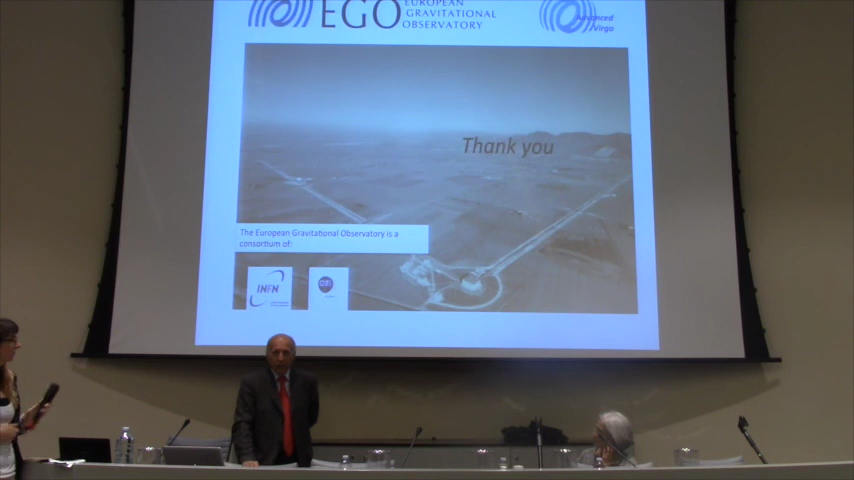 EGO
EUROPEAN
GRAVITATIONAL
OBSERVATORY
Advanced
Virgo
Thank you
The European Gravitational Observatory is a
consortium of:
INFN